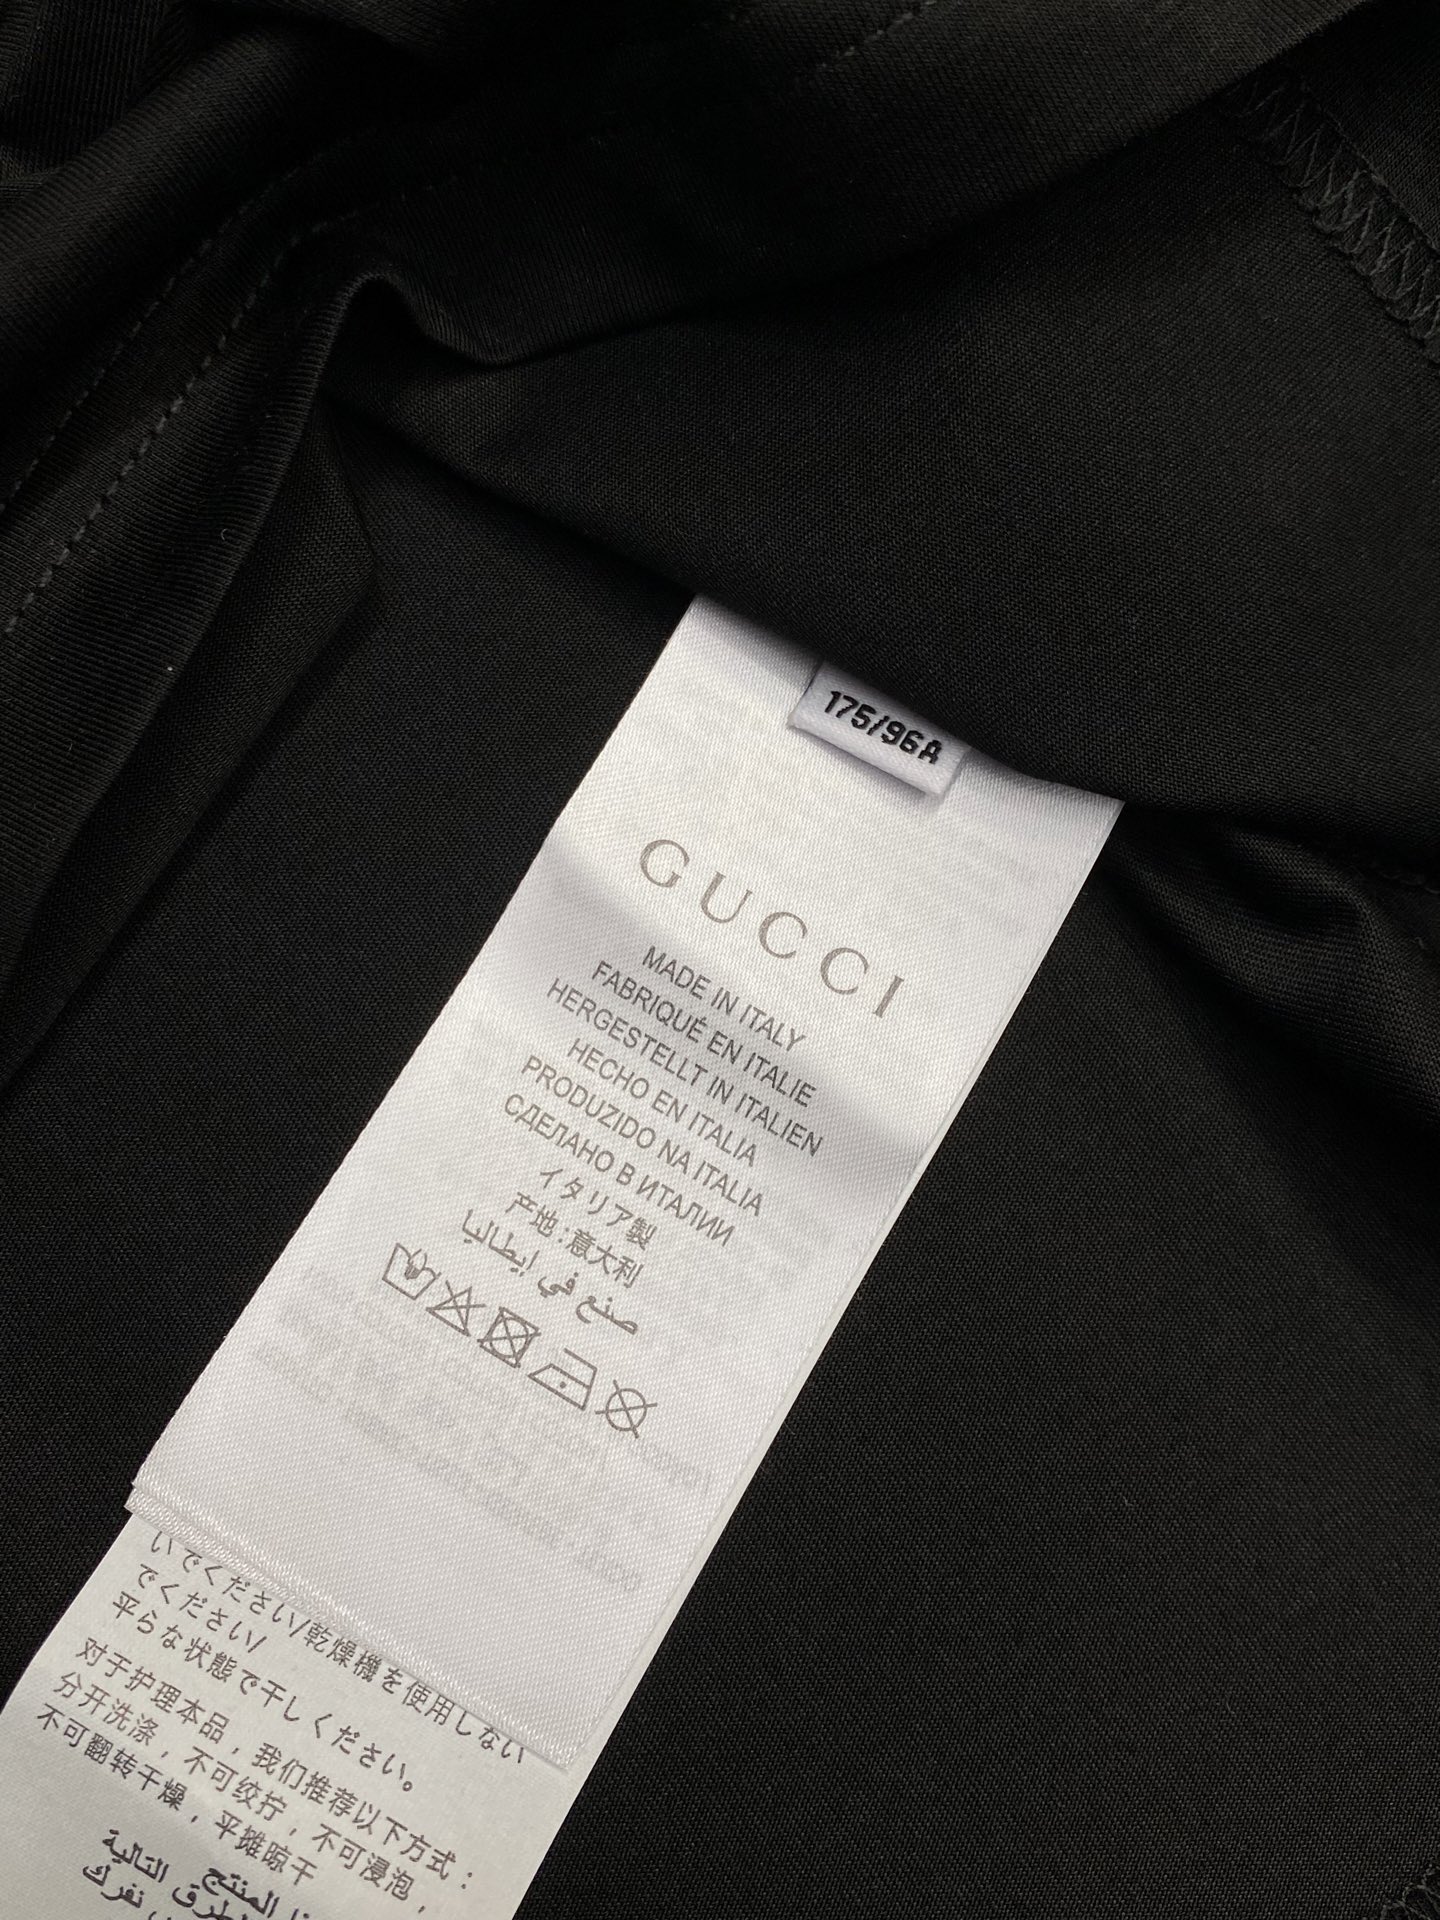 175/96A
GUCCI
MADE IN ITALY
FABRIQUÉ EN ITALIE
HERGESTELLT IN ITALIEN
HECHO EN ITALIA
PRODUZIDO NA ITALIA
СДЕЛАНО В ИТАЛИИ
イタリア製
产地:意大利
صنع في إيطاليا
いでください/乾燥機を使用しない
でください/
平らな状態で干しください。
对于护理本品,我们推荐以下方式:
分开洗涤,不可绞拧,不可浸泡,
不可翻转干燥,平摊晾干
المنتج
التالية